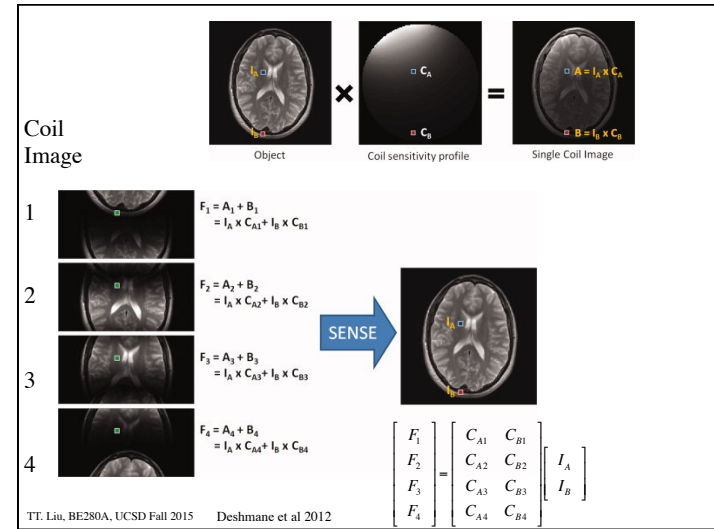 I_A C_A A = I_A x C_A
× =
I_B C_B B = I_B x C_B
Object Coil sensitivity profile Single Coil Image
Coil
Image
1
F_1 = A_1 + B_1
= I_A x C_A1 + I_B x C_B1
2
F_2 = A_2 + B_2
= I_A x C_A2 + I_B x C_B2
3
F_3 = A_3 + B_3
= I_A x C_A3 + I_B x C_B3
4
F_4 = A_4 + B_4
= I_A x C_A4 + I_B x C_B4
SENSE
I_A
I_B
F_1 C_A1 C_B1
F_2 = C_A2 C_B2 I_A
F_3 C_A3 C_B3 I_B
F_4 C_A4 C_B4
TT. Liu, BE280A, UCSD Fall 2015 Deshmane et al 2012